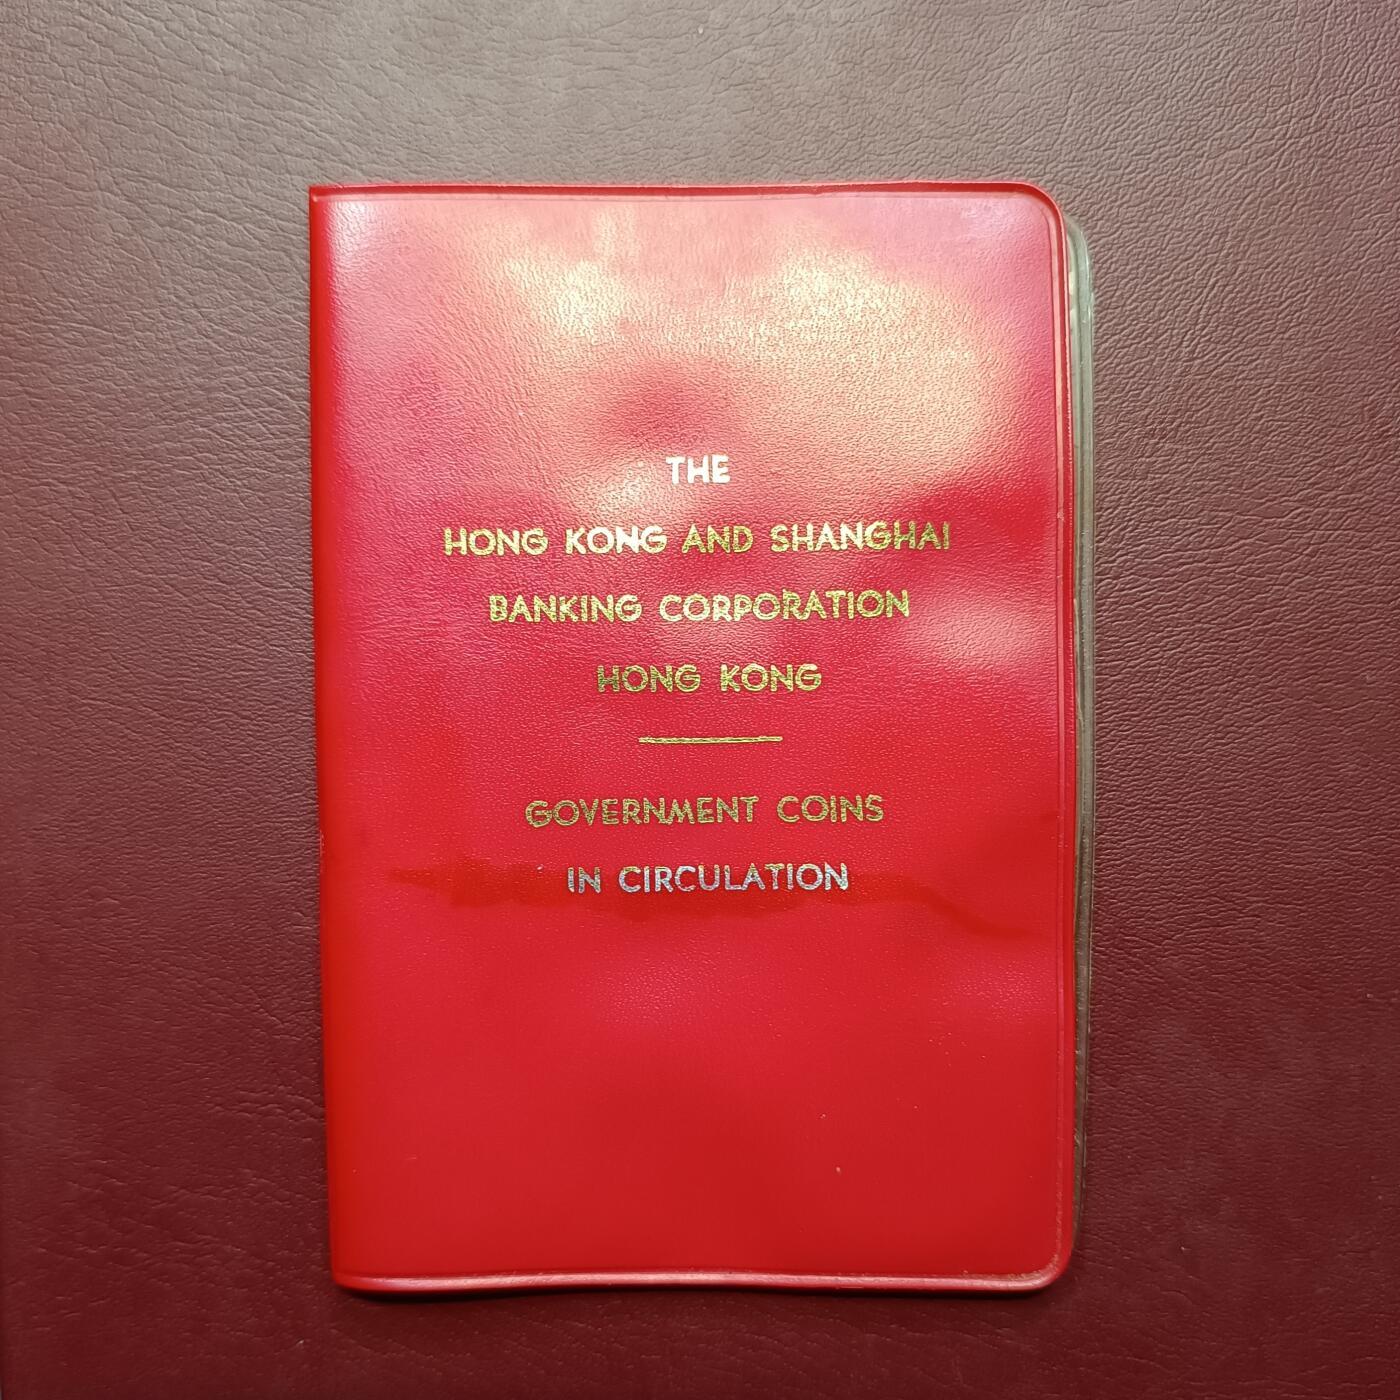 THE
HONG KONG AND SHANGHAI
BANKING CORPORATION
HONG KONG
GOVERNMENT COINS
IN CIRCULATION